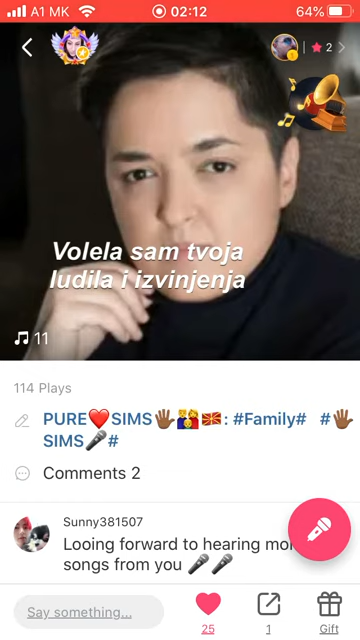 A1 MK 02:12 64%
2
Volela sam tvoja
ludila i izvinjenja
11
114 Plays
PURE❤️SIMS🖐🏾👨‍👩‍👦🇲🇰: #Family# #🖐🏾
SIMS🎤#
Comments 2
Sunny381507
Looing forward to hearing mo
songs from you 🎤🎤
Say something...
25
1
Gift